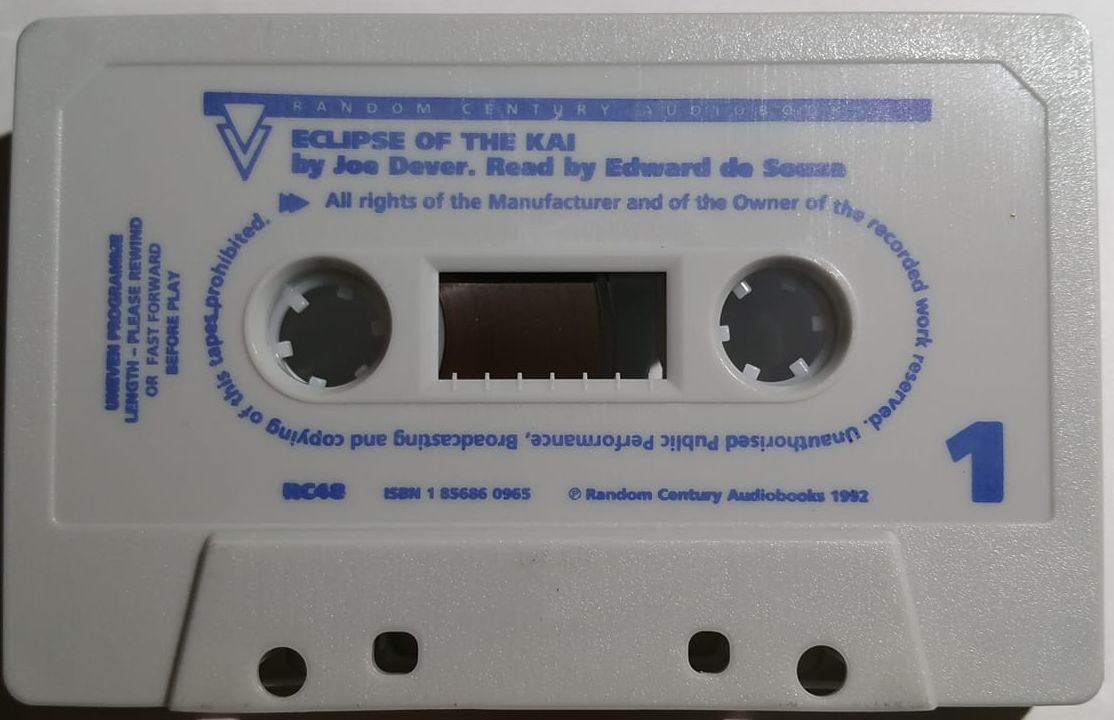 RANDOM CENTURY AUDIOBOOKS
ECLIPSE OF THE KAI
by Joe Dever. Read by Edward de Souza
All rights of the Manufacturer and of the Owner of the recorded work reserved. Unauthorised Public Performance, Broadcasting and copying of this tapes prohibited.
UNEVEN PROGRAMME
LENGTH – PLEASE REWIND
OR FAST FORWARD
BEFORE PLAY
1
RC48 ISBN 1 85686 0965 ℗ Random Century Audiobooks 1992